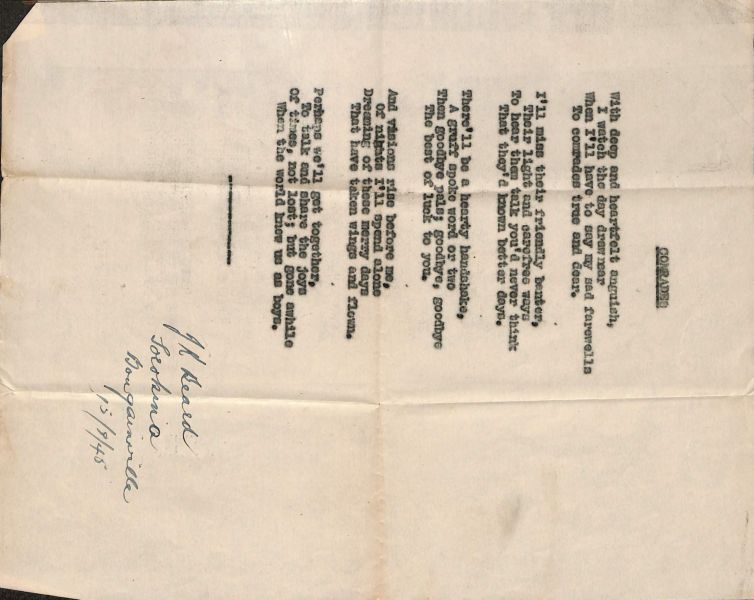 COMRADES
With deep and heartfelt anguish,
I watch the day draw near
When I'll have to say my sad farewells
To comrades true and dear.
I'll miss their friendly banter,
Their light and carefree ways
To hear them talk you'd never think
That they'd known better days.
There'll be a hearty handshake,
A gruff spoke word or two
Then goodbye pals; goodbye, goodbye
The best of luck to you.
And visions rise before me,
Of nights I'll spend alone
Dreaming of these merry days
That have taken wings and flown.
Perhaps we'll get together,
To talk and share the joys
Of times, not lost; but gone awhile
When the world knew us as boys.
Heard
Torokina
Bougainville
15/8/45